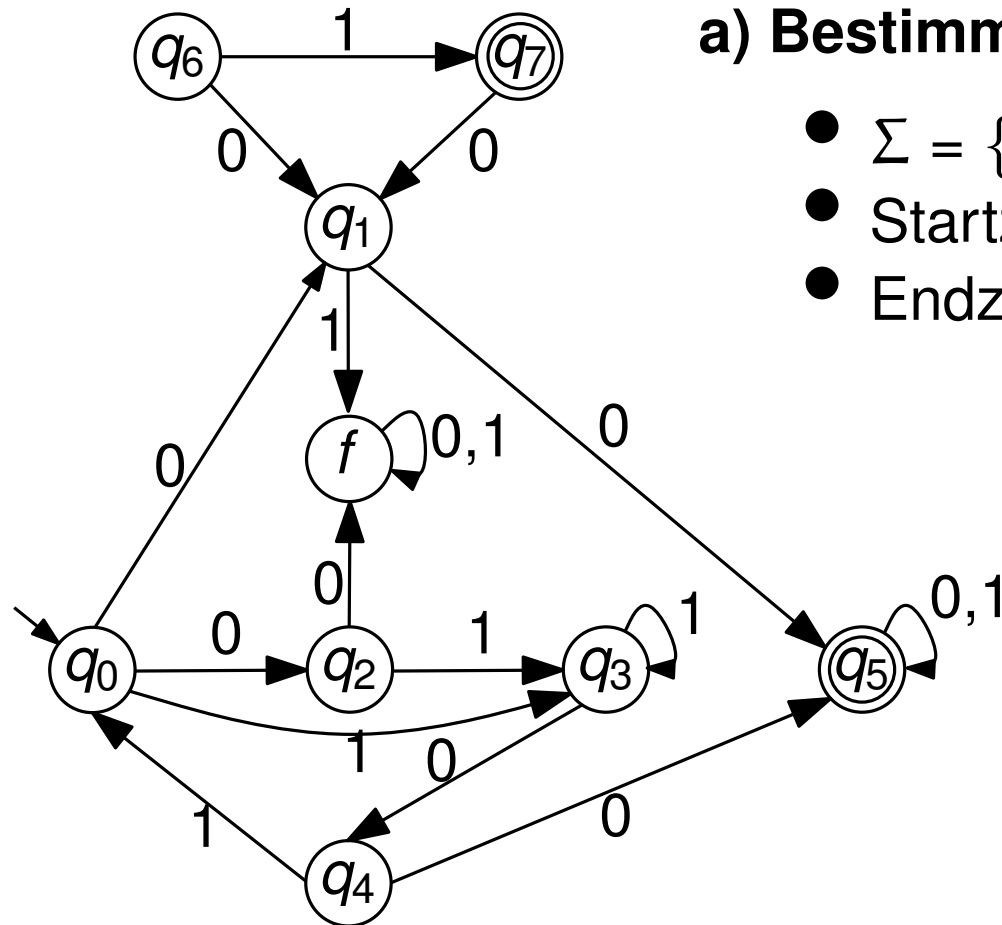 q6 1 q7
a) Bestimm
0 0
Σ = {
Start
q1
Endz
1
f 0,1
0
0
0
0,1
q0 0 q2 1 q3 1 q5
1
0
1
0
q4